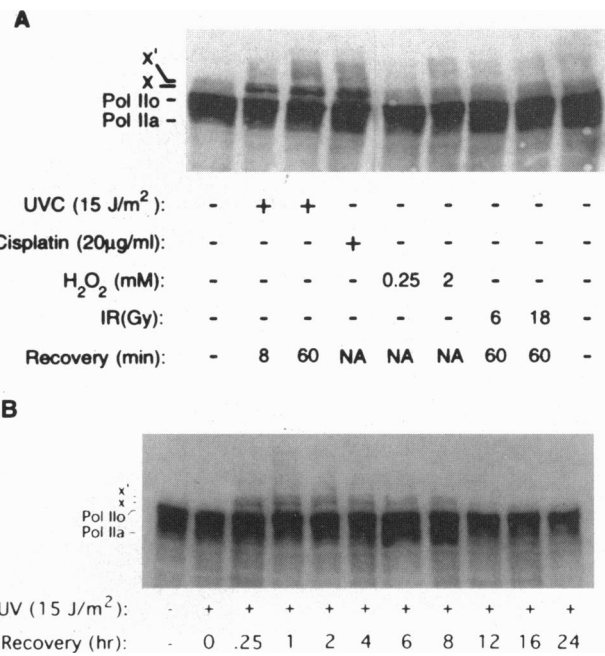 A
X'
X
Pol IIo -
Pol IIa -
UVC (15 J/m²): - + + - - - - - -
Cisplatin (20µg/ml): - - - + - - - - -
H₂O₂ (mM): - - - - 0.25 2 - - -
IR(Gy): - - - - - - 6 18 -
Recovery (min): - 8 60 NA NA NA 60 60 -
B
X'
X
Pol IIo
Pol IIa -
UV (15 J/m²): - + + + + + + + + + +
Recovery (hr): - 0 .25 1 2 4 6 8 12 16 24